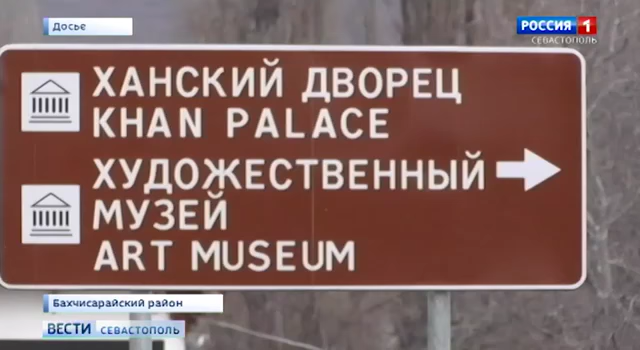 Досье
РОССИЯ 1
СЕВАСТОПОЛЬ
ХАНСКИЙ ДВОРЕЦ
KHAN PALACE
ХУДОЖЕСТВЕННЫЙ
МУЗЕЙ
ART MUSEUM
Бахчисарайский район
ВЕСТИ СЕВАСТОПОЛЬ